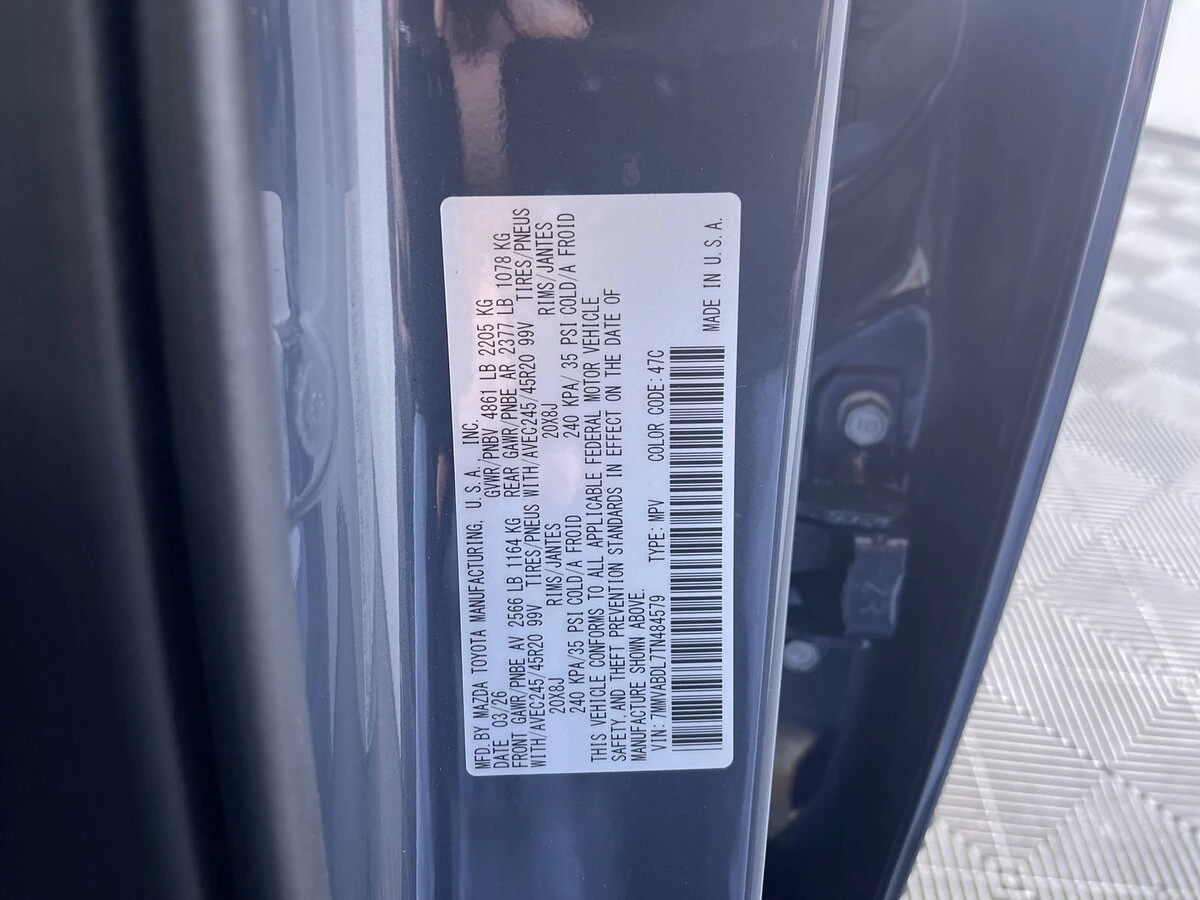 MFD.BY MAZDA TOYOTA MANUFACTURING, U.S.A., INC.
DATE 03/26 GVWR/PNBV 4861 LB 2205 KG
FRONT GAWR/PNBE AV 2566 LB 1164 KG REAR GAWR/PNBE AR 2377 LB 1078 KG
WITH/AVEC245/45R20 99V TIRES/PNEUS WITH/AVEC245/45R20 99V TIRES/PNEUS
20X8J RIMS/JANTES 20X8J RIMS/JANTES
240 KPA/35 PSI COLD/A FROID 240 KPA/ 35 PSI COLD/A FROID
THIS VEHICLE CONFORMS TO ALL APPLICABLE FEDERAL MOTOR VEHICLE
SAFETY, AND THEFT PREVENTION STANDARDS IN EFFECT ON THE DATE OF
MANUFACTURE SHOWN ABOVE.
VIN: 7MMVABDL7TN484579 TYPE: MPV COLOR CODE: 47C
MADE IN U.S.A.